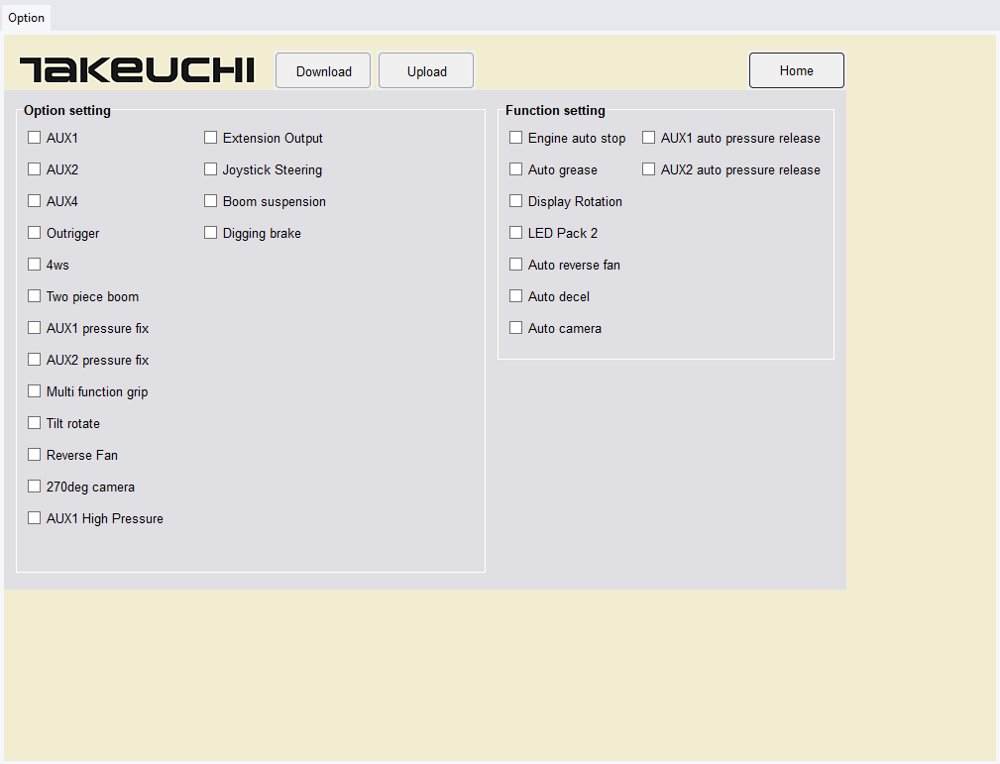 Option
TAKEUCHI
Download
Upload
Home
Option setting
AUX1
AUX2
AUX4
Outrigger
4ws
Two piece boom
AUX1 pressure fix
AUX2 pressure fix
Multi function grip
Tilt rotate
Reverse Fan
270deg camera
AUX1 High Pressure
Extension Output
Joystick Steering
Boom suspension
Digging brake
Function setting
Engine auto stop
Auto grease
Display Rotation
LED Pack 2
Auto reverse fan
Auto decel
Auto camera
AUX1 auto pressure release
AUX2 auto pressure release